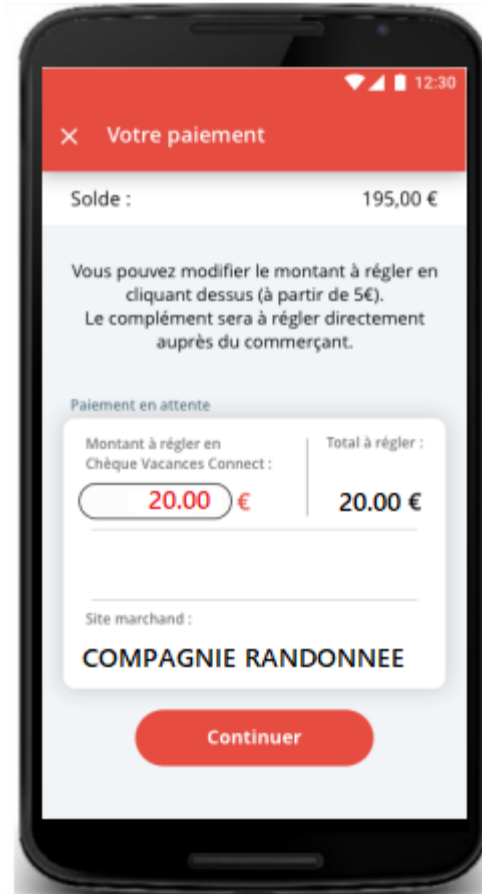 12:30
× Votre paiement
Solde : 195,00 €
Vous pouvez modifier le montant à régler en
cliquant dessus (à partir de 5€).
Le complément sera à régler directement
auprès du commerçant.
Paiement en attente
Montant à régler en
Chèque Vacances Connect :
20.00 €
Total à régler :
20.00 €
Site marchand :
COMPAGNIE RANDONNEE
Continuer